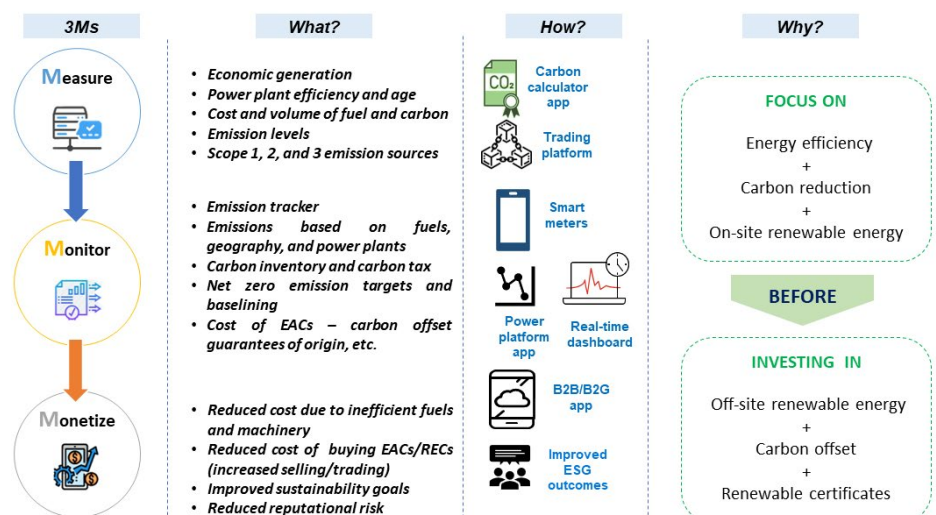 3Ms
What?
How?
Why?
Measure
• Economic generation
• Power plant efficiency and age
• Cost and volume of fuel and carbon
• Emission levels
• Scope 1, 2, and 3 emission sources
CO2
Carbon
calculator
app
Trading
platform
FOCUS ON
Energy efficiency
+
Carbon reduction
+
On-site renewable energy
Monitor
• Emission tracker
• Emissions based on fuels,
geography, and power plants
• Carbon inventory and carbon tax
• Net zero emission targets and
baselining
• Cost of EACs – carbon offset
guarantees of origin, etc.
Smart
meters
Power
platform
app
Real-time
dashboard
BEFORE
Monetize
• Reduced cost due to inefficient fuels
and machinery
• Reduced cost of buying EACs/RECs
(increased selling/trading)
• Improved sustainability goals
• Reduced reputational risk
B2B/B2G
app
Improved
ESG
outcomes
INVESTING IN
Off-site renewable energy
+
Carbon offset
+
Renewable certificates